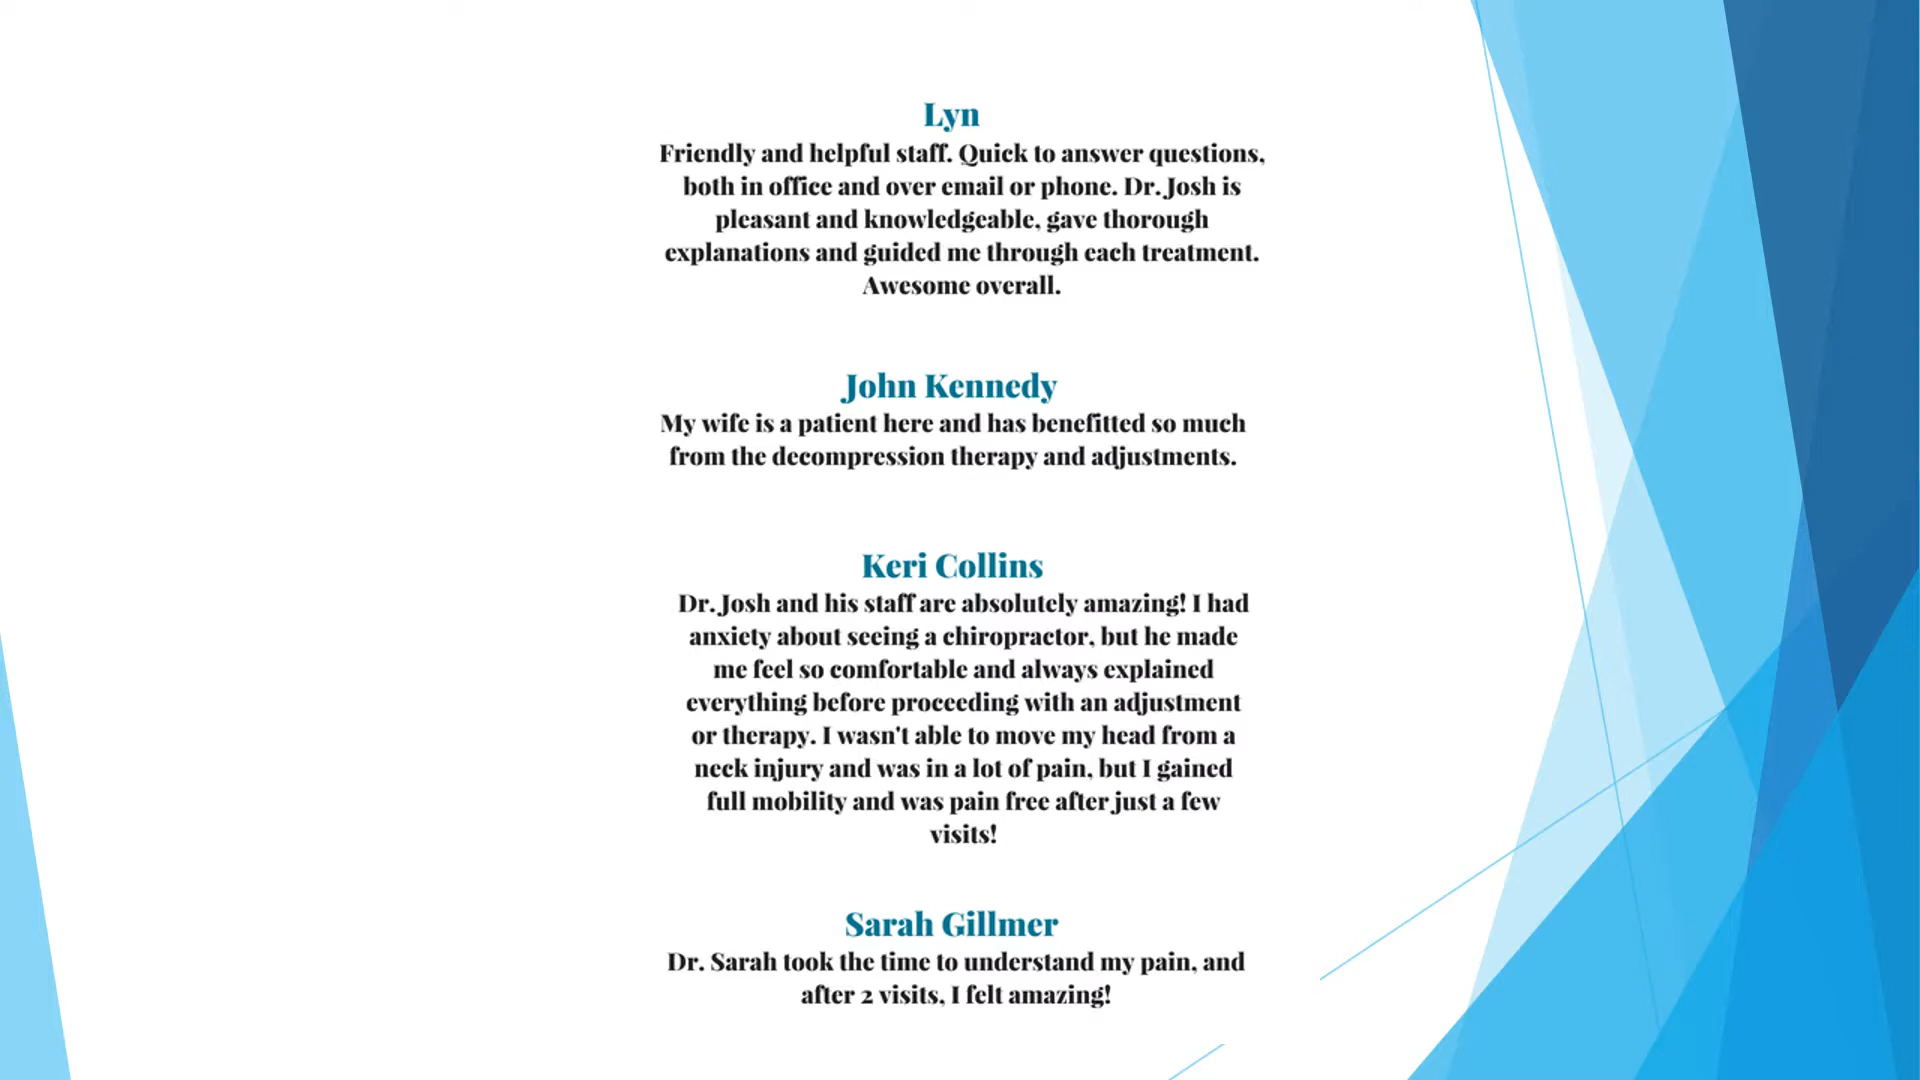 Lyn
Friendly and helpful staff. Quick to answer questions,
both in office and over email or phone. Dr. Josh is
pleasant and knowledgeable, gave thorough
explanations and guided me through each treatment.
Awesome overall.
John Kennedy
My wife is a patient here and has benefitted so much
from the decompression therapy and adjustments.
Keri Collins
Dr. Josh and his staff are absolutely amazing! I had
anxiety about seeing a chiropractor, but he made
me feel so comfortable and always explained
everything before proceeding with an adjustment
or therapy. I wasn't able to move my head from a
neck injury and was in a lot of pain, but I gained
full mobility and was pain free after just a few
visits!
Sarah Gillmer
Dr. Sarah took the time to understand my pain, and
after 2 visits, I felt amazing!